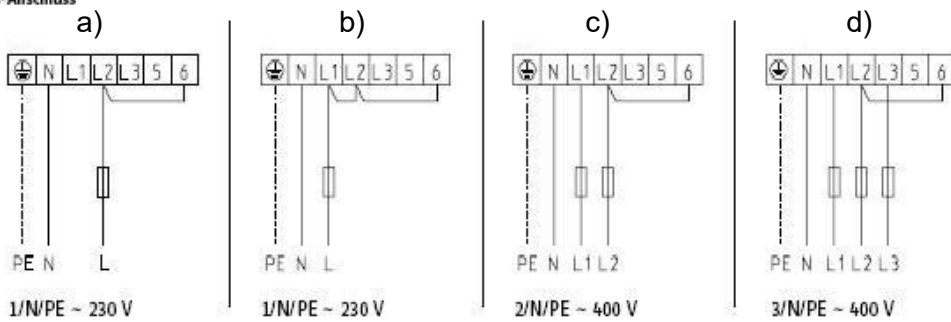 Anschluss
a) b) c) d)
N L1 L2 L3 5 6 N L1 L2 L3 5 6 N L1 L2 L3 5 6 N L1 L2 L3 5 6
PE N L PE N L PE N L1 L2 PE N L1 L2 L3
1/N/PE ~ 230 V 1/N/PE ~ 230 V 2/N/PE ~ 400 V 3/N/PE ~ 400 V